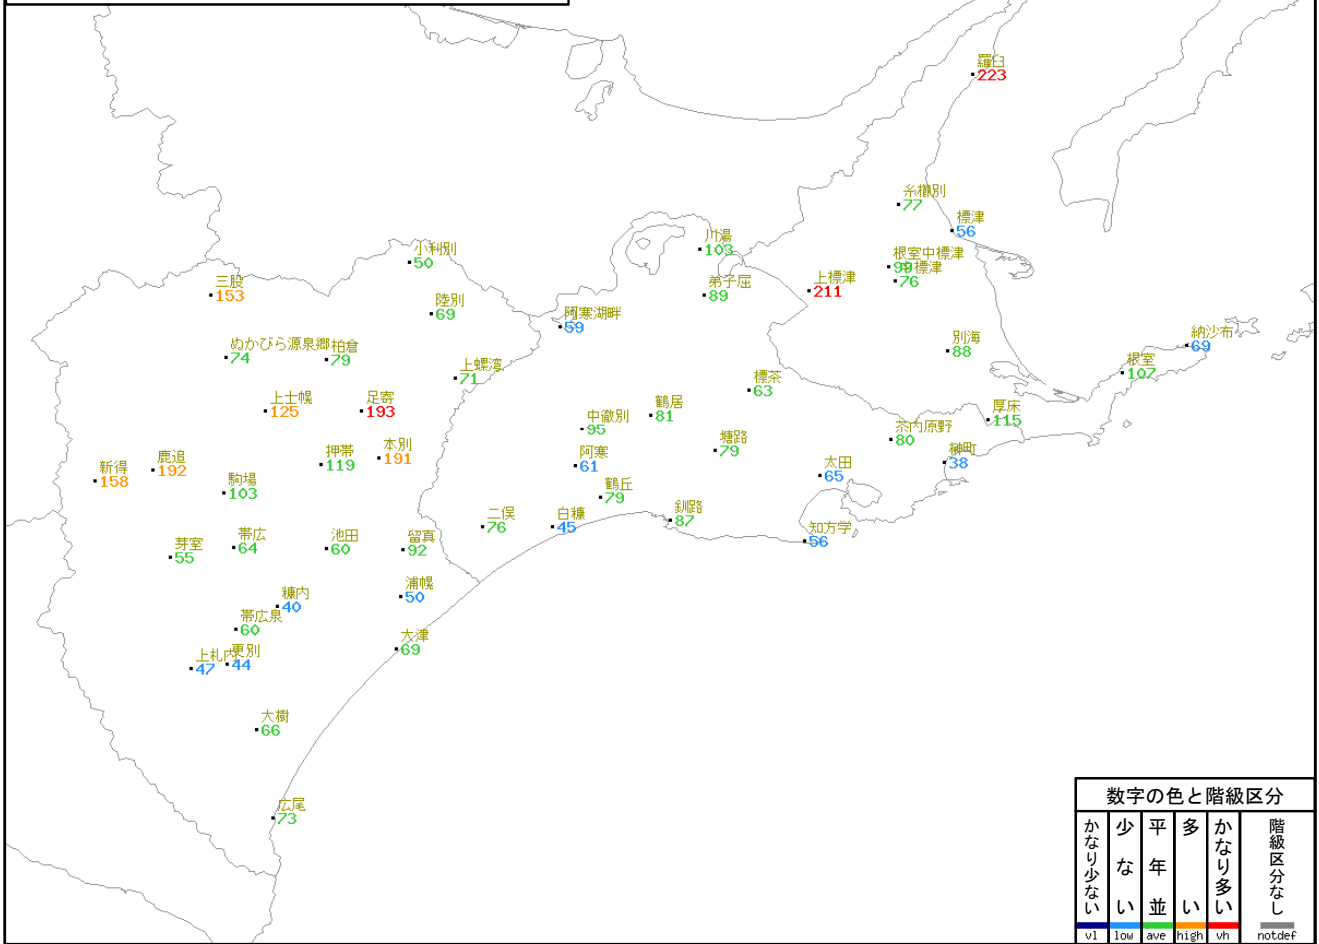 羅臼
223
糸櫛別
77
標津
56
川湯
103
小利別
50
根室中標津
99
中標津
76
三股
153
上標津
211
弟子屈
89
陸別
69
阿寒湖畔
59
納沙布
69
ぬかびら源泉郷
74
柏倉
79
別海
88
根室
107
上螺湾
71
標茶
63
上士幌
125
足寄
193
鶴居
81
厚床
115
中徹別
95
茶内原野
80
本別
191
塘路
79
押帯
119
榊町
38
鹿追
192
阿寒
61
太田
65
新得
158
駒場
103
鶴丘
79
二俣
76
白糠
45
釧路
87
知方学
56
帯広
64
池田
60
留真
92
芽室
55
浦幌
50
糠内
40
帯広泉
60
大津
69
更別
44
上札内
47
大樹
66
広尾
73
数字の色と階級区分
かなり少ない
少ない
平年並
多い
かなり多い
階級区分なし
vl
low
ave
high
vh
notdef